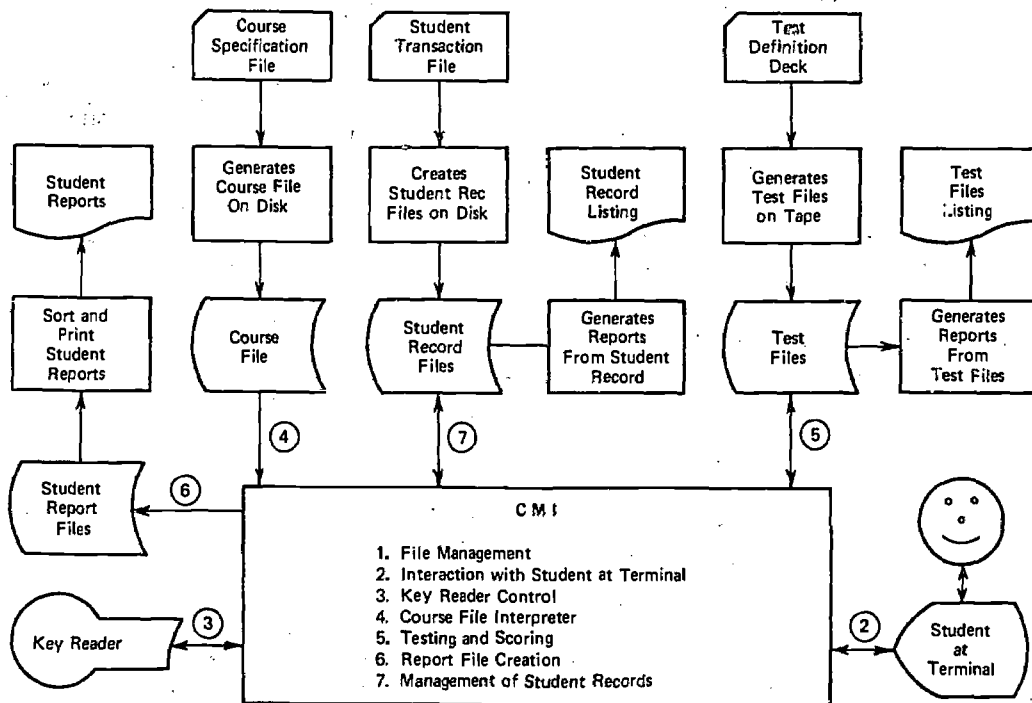 Course
Specification
File
Student
Transaction
File
Test
Definition
Deck
Student
Reports
Generates
Course File
On Disk
Creates
Student Rec
Files on Disk
Student
Record
Listing
Generates
Test Files
on Tape
Test
Files
Listing
Sort and
Print
Student
Reports
Course
File
Student
Record
Files
Generates
Reports
From Student
Record
Test
Files
Generates
Reports
From
Test Files
4
7
5
Student
Report
Files
6
CMI
1. File Management
2. Interaction with Student at Terminal
3. Key Reader Control
4. Course File Interpreter
5. Testing and Scoring
6. Report File Creation
7. Management of Student Records
Key Reader
3
2
Student
at
Terminal